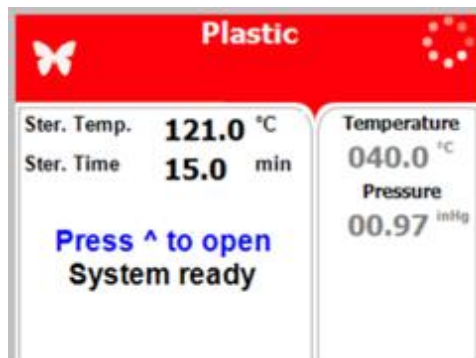 Plastic
Ster. Temp. 121.0 °C
Ster. Time 15.0 min
Press ^ to open
System ready
Temperature
040.0 °C
Pressure
00.97 inHg